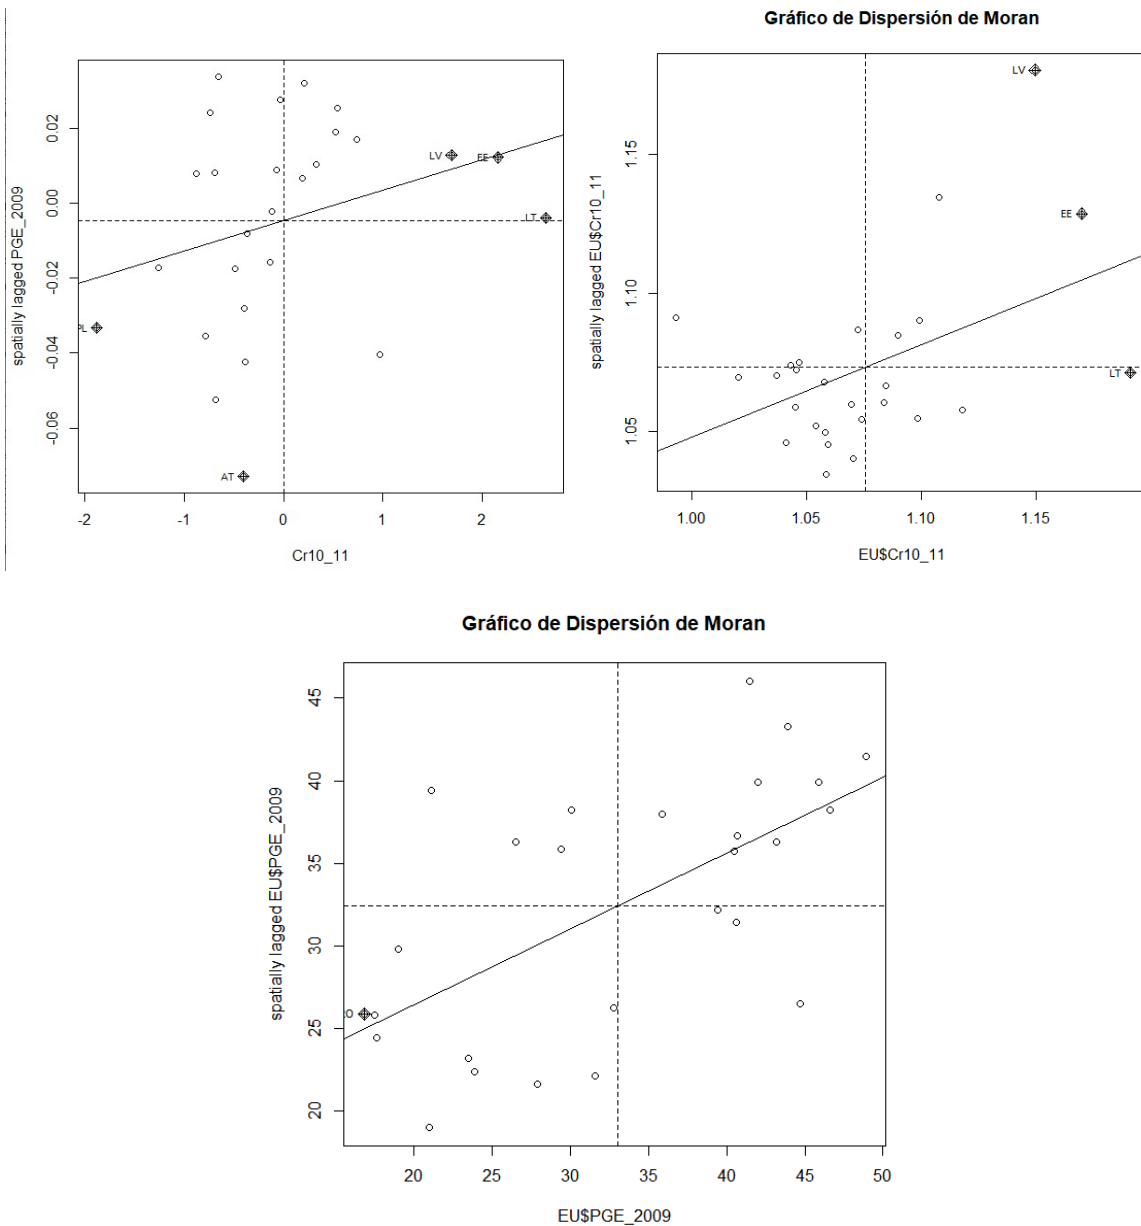 Gráfico de Dispersión de Moran
spatially lagged PGE_2009
0.02
0.00
-0.02
-0.04
-0.06
LV
EE
LT
PL
AT
-2
-1
0
1
2
Cr10_11
spatially lagged EU$Cr10_11
1.15
1.10
1.05
LV
EE
LT
1.00
1.05
1.10
1.15
EU$Cr10_11
Gráfico de Dispersión de Moran
spatially lagged EU$PGE_2009
45
40
35
30
25
20
O
20
25
30
35
40
45
50
EU$PGE_2009